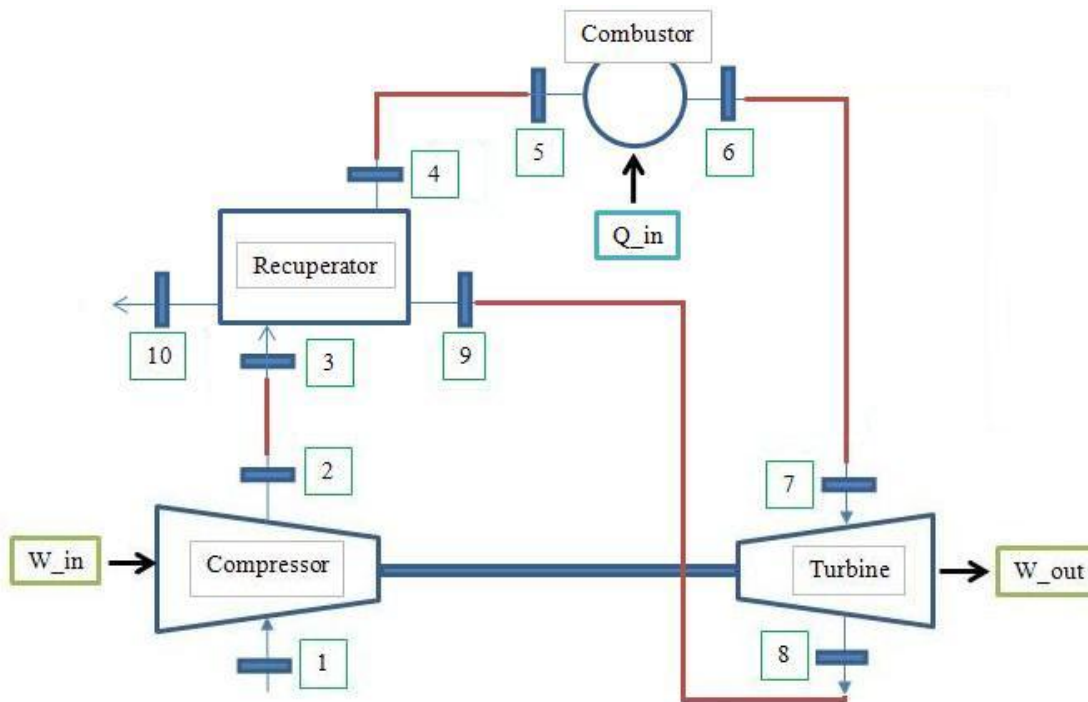 Combustor
5
6
4
Q_in
Recuperator
10
3
9
2
7
W_in
Compressor
Turbine
W_out
1
8